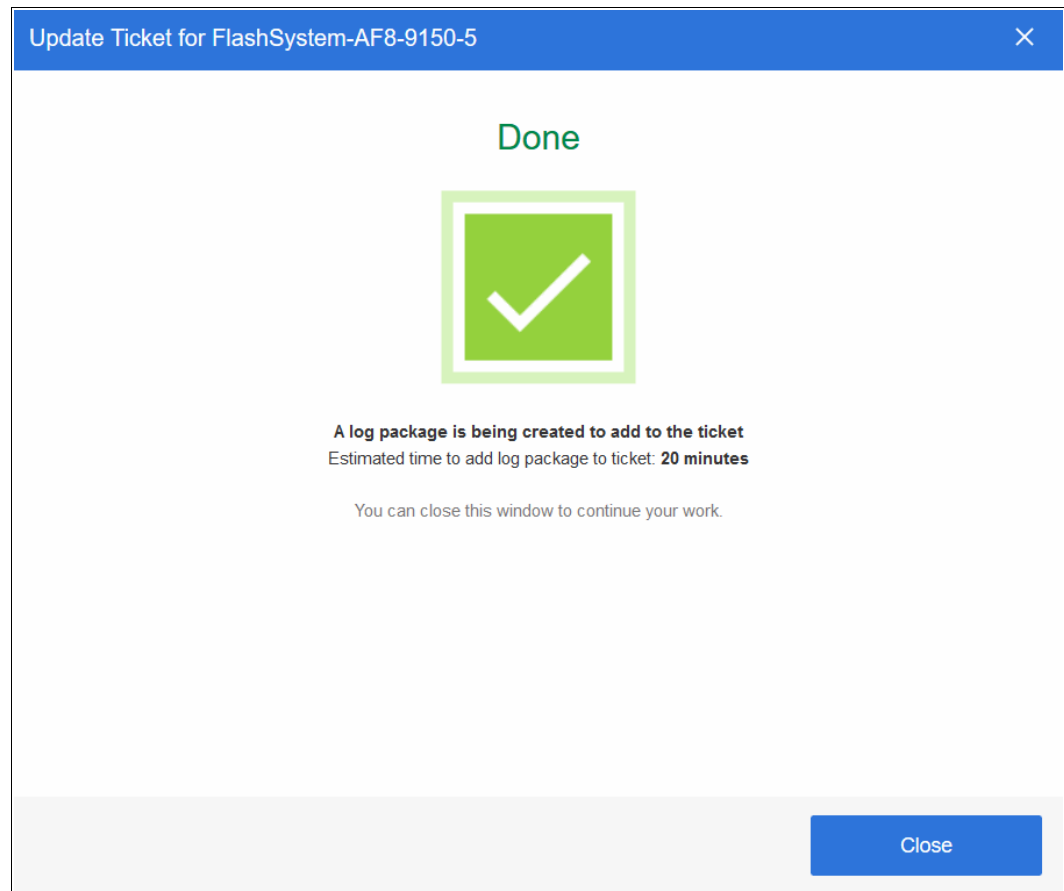 Update Ticket for FlashSystem-AF8-9150-5
Done
A log package is being created to add to the ticket
Estimated time to add log package to ticket: 20 minutes
You can close this window to continue your work.
Close